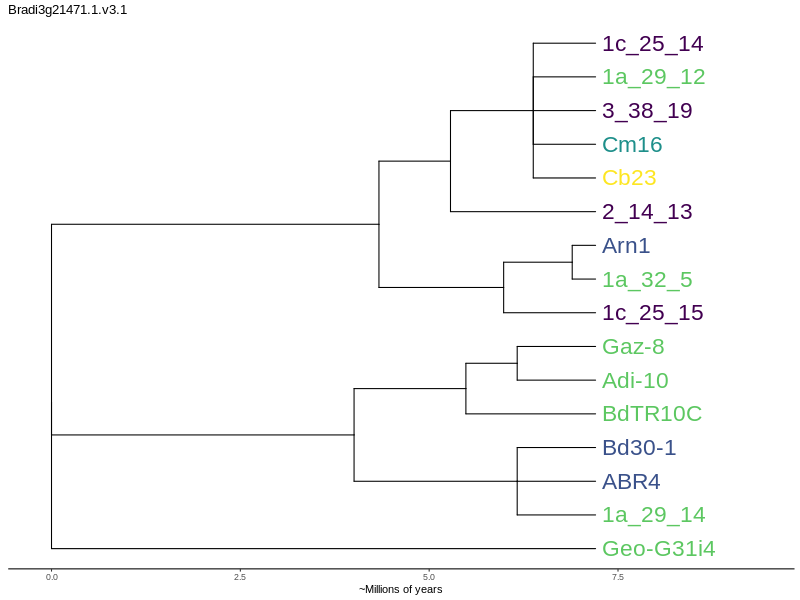 Bradi3g21471.1.v3.1
1c_25_14
1a_29_12
3_38_19
Cm16
Cb23
2_14_13
Arn1
1a_32_5
1c_25_15
Gaz-8
Adi-10
BdTR10C
Bd30-1
ABR4
1a_29_14
Geo-G31i4
0.0 2.5 5.0 7.5
~Millions of years